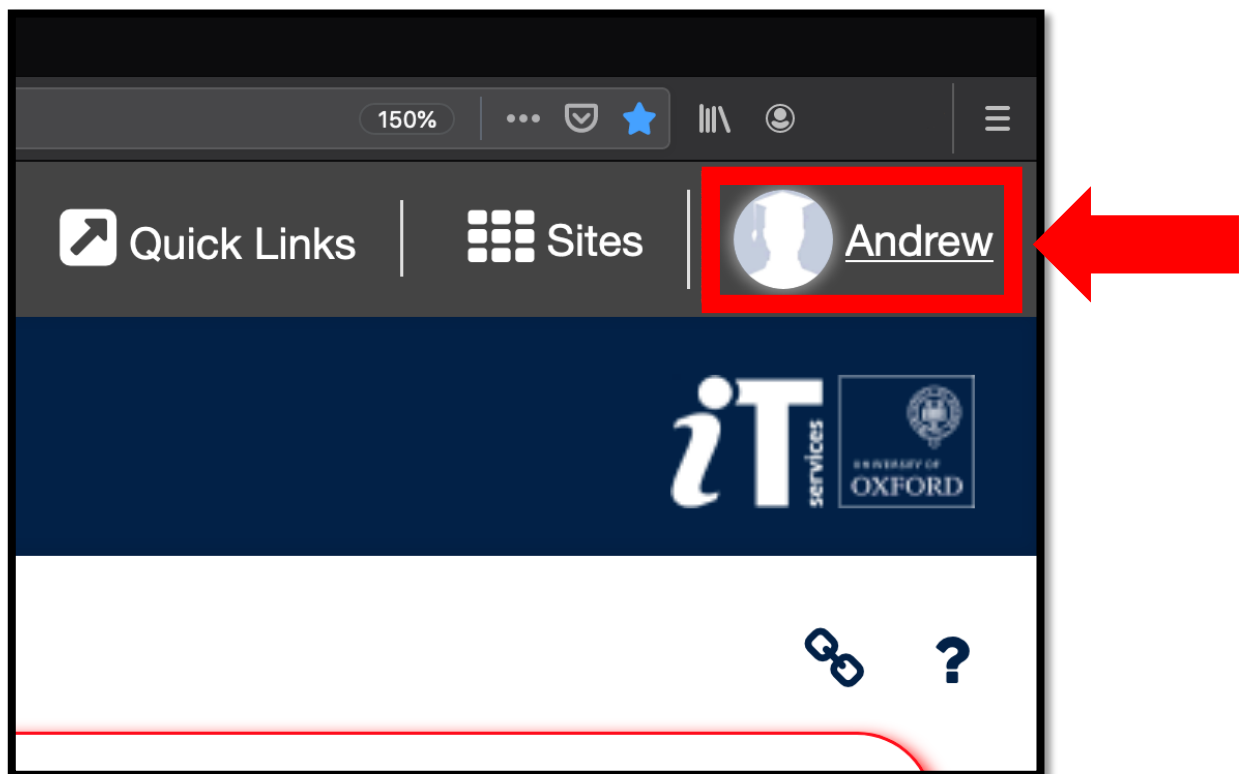 150%
Quick Links
Sites
Andrew
iT
services
UNIVERSITY OF
OXFORD
?